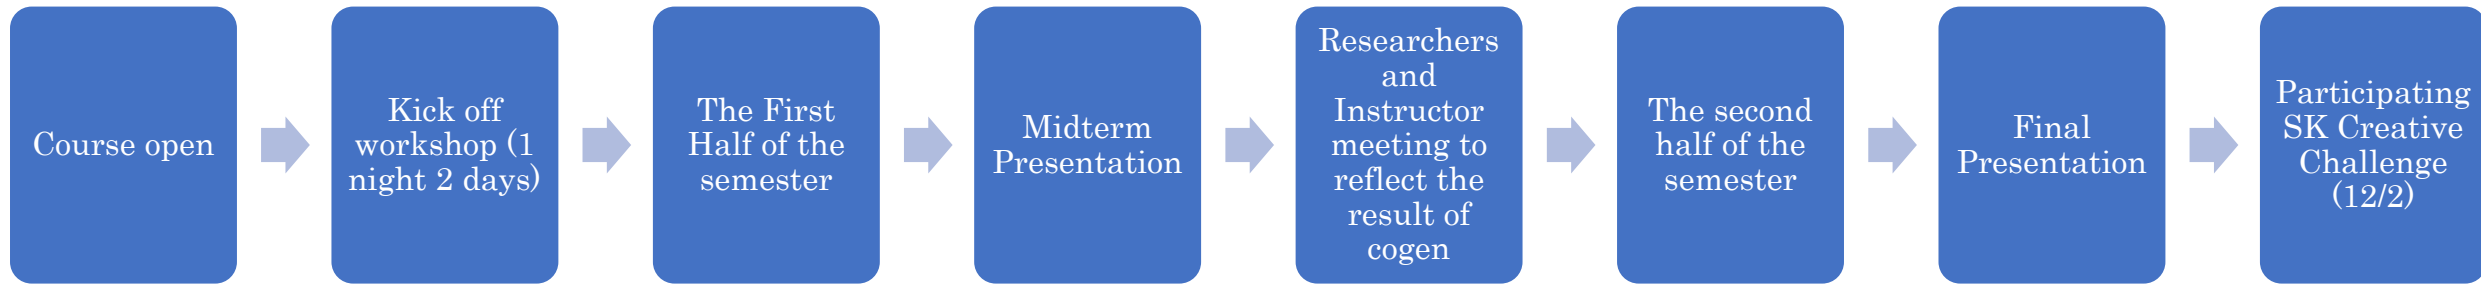 Course open
Kick off
workshop (1
night 2 days)
The First
Half of the
semester
Midterm
Presentation
Researchers
and
Instructor
meeting to
reflect the
result of
cogen
The second
half of the
semester
Final
Presentation
Participating
SK Creative
Challenge
(12/2)